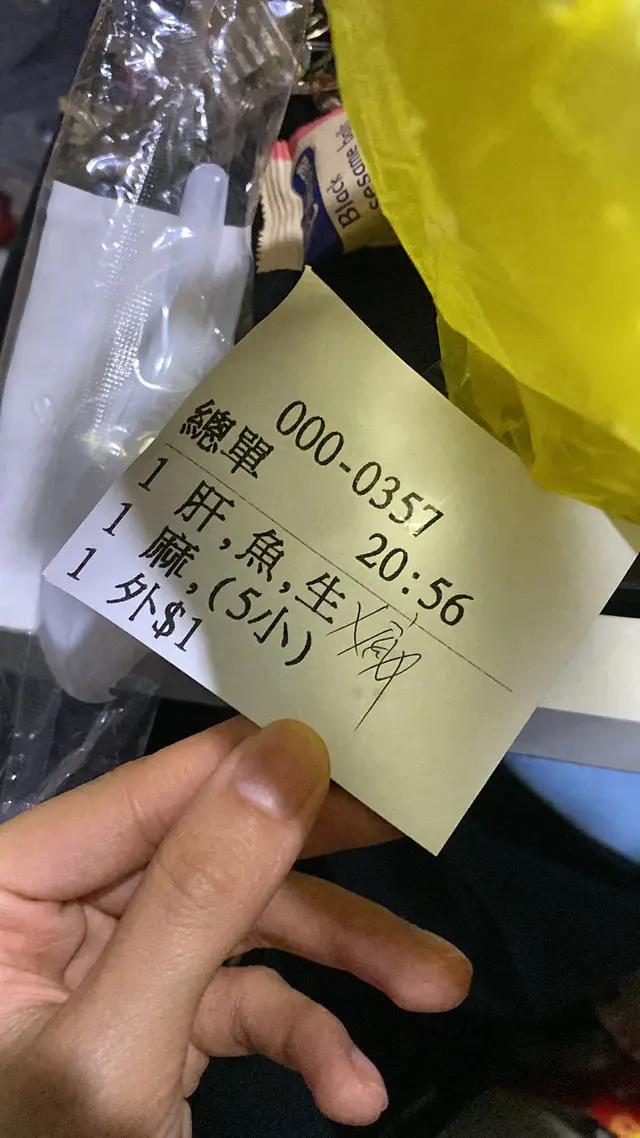 Black
sesame
總單 000-0357
20:56
1 肝,魚,生
1 麻,(5小)
1 外$1